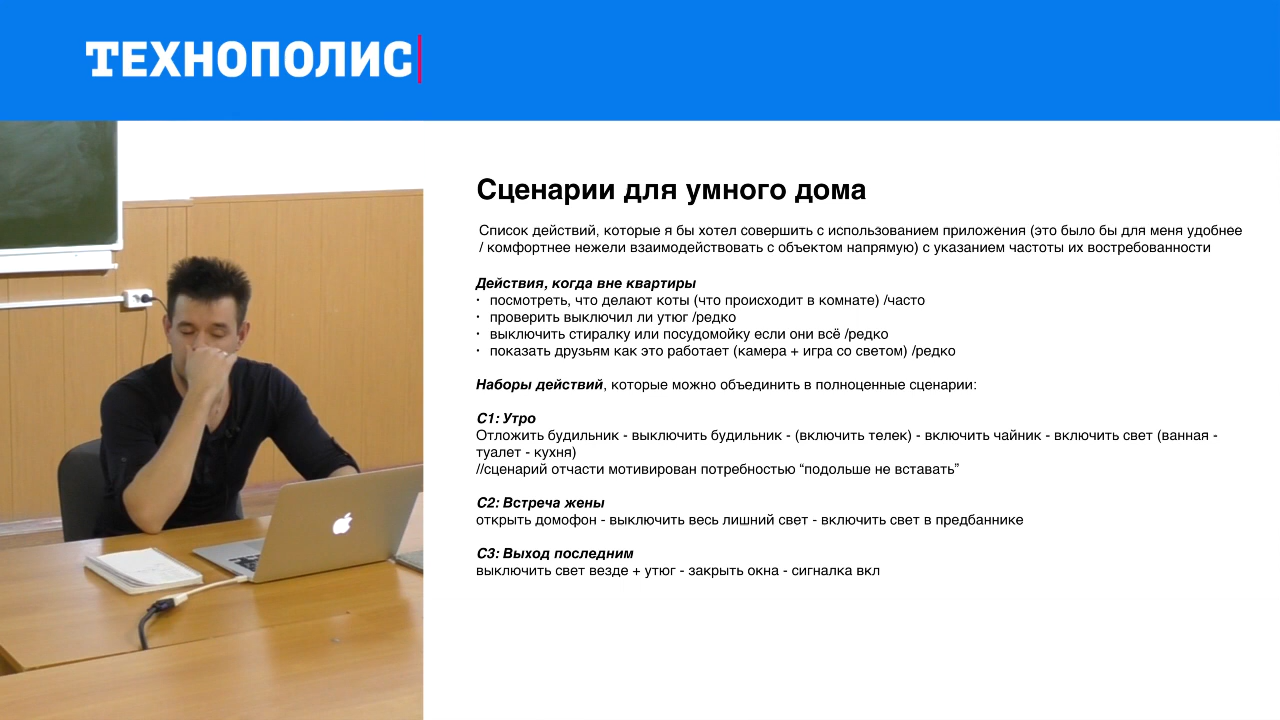 ТЕХНОПОЛИС
Сценарии для умного дома
Список действий, которые я бы хотел совершить с использованием приложения (это было бы для меня удобнее
/ комфортнее нежели взаимодействовать с объектом напрямую) с указанием частоты их востребованности
Действия, когда вне квартиры
· посмотреть, что делают коты (что происходит в комнате) /часто
· проверить выключил ли утюг /редко
· выключить стиралку или посудомойку если они всё /редко
· показать друзьям как это работает (камера + игра со светом) /редко
Наборы действий, которые можно объединить в полноценные сценарии:
С1: Утро
Отложить будильник - выключить будильник - (включить телек) - включить чайник - включить свет (ванная -
туалет - кухня)
//сценарий отчасти мотивирован потребностью “подольше не вставать”
С2: Встреча жены
открыть домофон - выключить весь лишний свет - включить свет в предбаннике
С3: Выход последним
выключить свет везде + утюг - закрыть окна - сигналка вкл